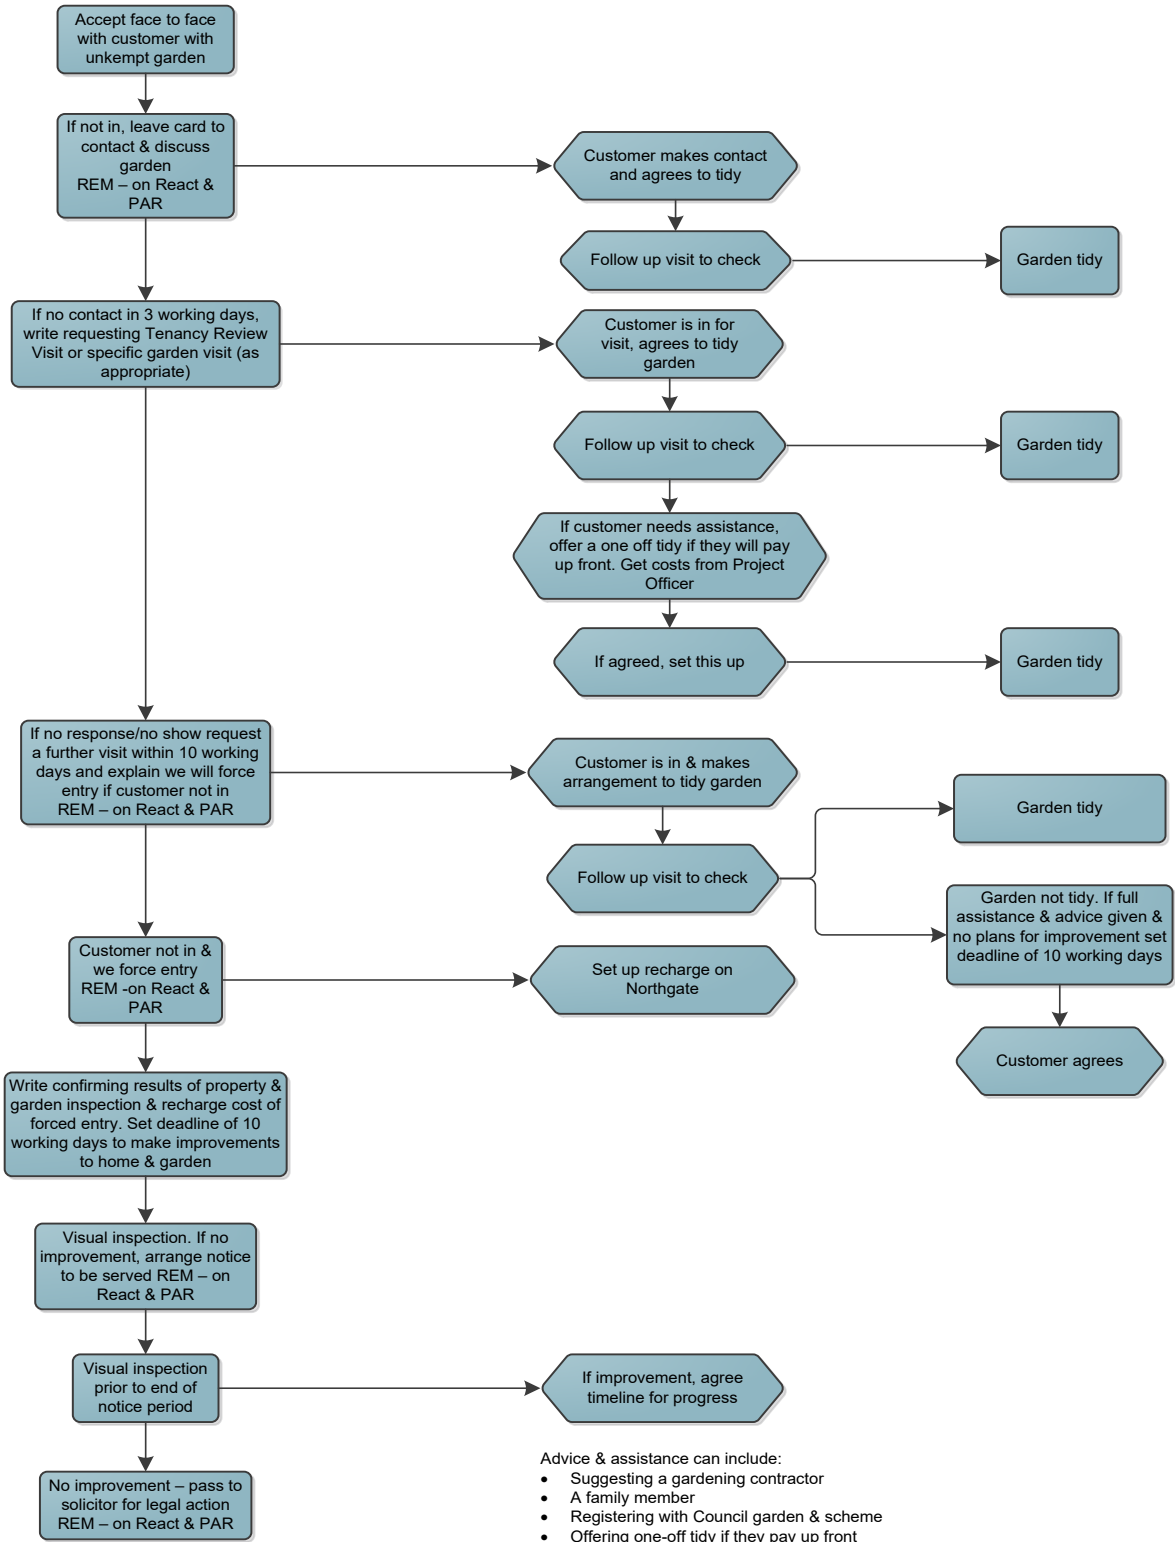 Accept face to face
with customer with
unkempt garden
If not in, leave card to
contact & discuss
garden
REM – on React &
PAR
Customer makes contact
and agrees to tidy
Follow up visit to check
Garden tidy
If no contact in 3 working days,
write requesting Tenancy Review
Visit or specific garden visit (as
appropriate)
Customer is in for
visit, agrees to tidy
garden
Follow up visit to check
Garden tidy
If customer needs assistance,
offer a one off tidy if they will pay
up front. Get costs from Project
Officer
If agreed, set this up
Garden tidy
If no response/no show request
a further visit within 10 working
days and explain we will force
entry if customer not in
REM – on React & PAR
Customer is in & makes
arrangement to tidy garden
Garden tidy
Follow up visit to check
Garden not tidy. If full
assistance & advice given &
no plans for improvement set
deadline of 10 working days
Customer agrees
Customer not in &
we force entry
REM -on React &
PAR
Set up recharge on
Northgate
Write confirming results of property &
garden inspection & recharge cost of
forced entry. Set deadline of 10
working days to make improvements
to home & garden
Visual inspection. If no
improvement, arrange notice
to be served REM – on
React & PAR
Visual inspection
prior to end of
notice period
If improvement, agree
timeline for progress
No improvement – pass to
solicitor for legal action
REM – on React & PAR
Advice & assistance can include:
• Suggesting a gardening contractor
• A family member
• Registering with Council garden & scheme
• Offering one-off tidy if they pay up front